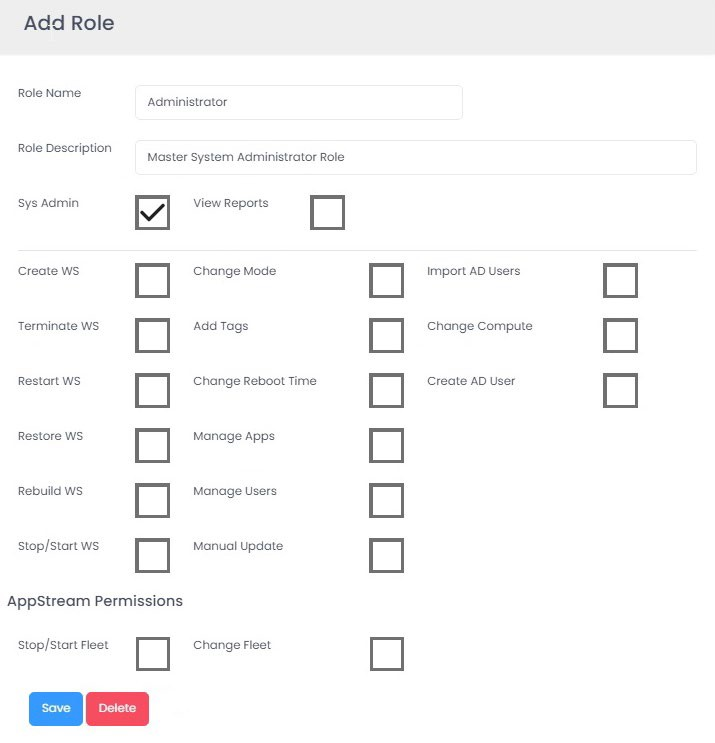 Add Role
Role Name Administrator
Role Description Master System Administrator Role
Sys Admin View Reports
Create WS Change Mode Import AD Users
Terminate WS Add Tags Change Compute
Restart WS Change Reboot Time Create AD User
Restore WS Manage Apps
Rebuild WS Manage Users
Stop/Start WS Manual Update
AppStream Permissions
Stop/Start Fleet Change Fleet
Save Delete